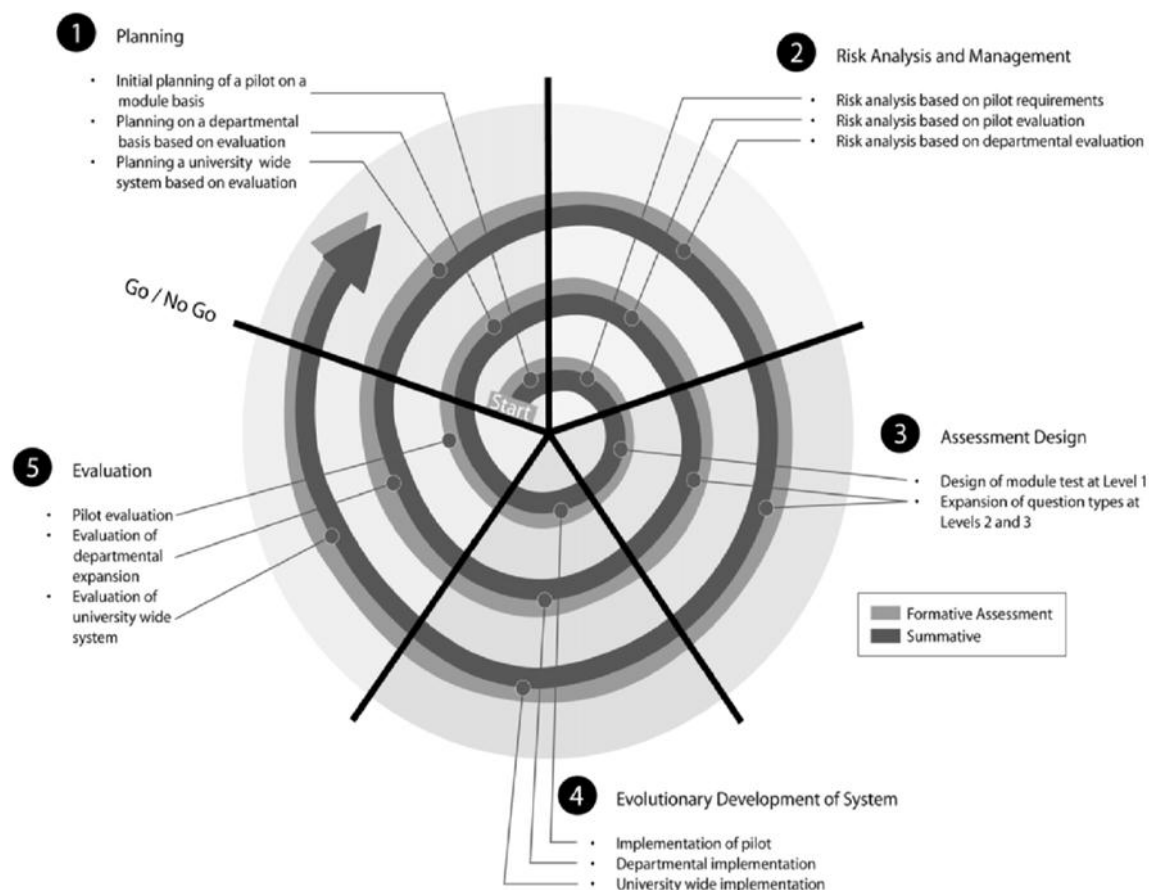 1 Planning
• Initial planning of a pilot on a
module basis
• Planning on a departmental
basis based on evaluation
• Planning a university wide
system based on evaluation
2 Risk Analysis and Management
• Risk analysis based on pilot requirements
• Risk analysis based on pilot evaluation
• Risk analysis based on departmental evaluation
Go / No Go
Start
3 Assessment Design
• Design of module test at Level 1
• Expansion of question types at
Levels 2 and 3
5 Evaluation
• Pilot evaluation
• Evaluation of
departmental
expansion
• Evaluation of
university wide
system
Formative Assessment
Summative
4 Evolutionary Development of System
• Implementation of pilot
• Departmental implementation
• University wide implementation